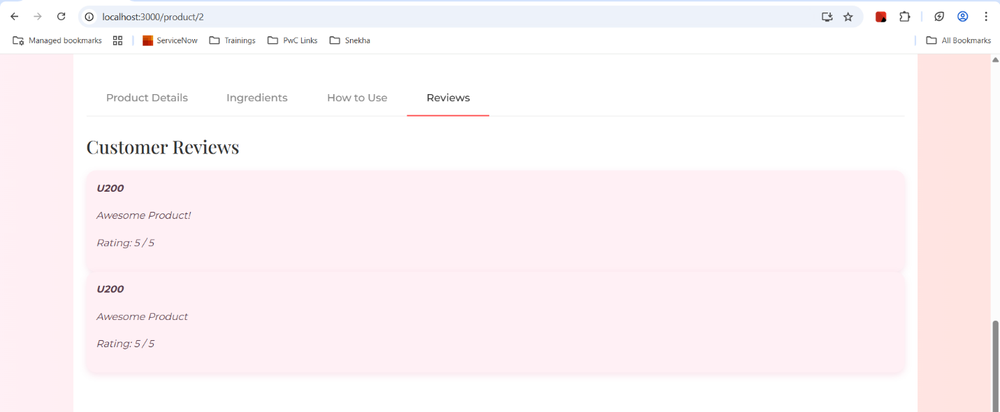 localhost:3000/product/2
Managed bookmarks ServiceNow Trainings PwC Links Snekha All Bookmarks
Product Details Ingredients How to Use Reviews
Customer Reviews
U200
Awesome Product!
Rating: 5 / 5
U200
Awesome Product
Rating: 5 / 5